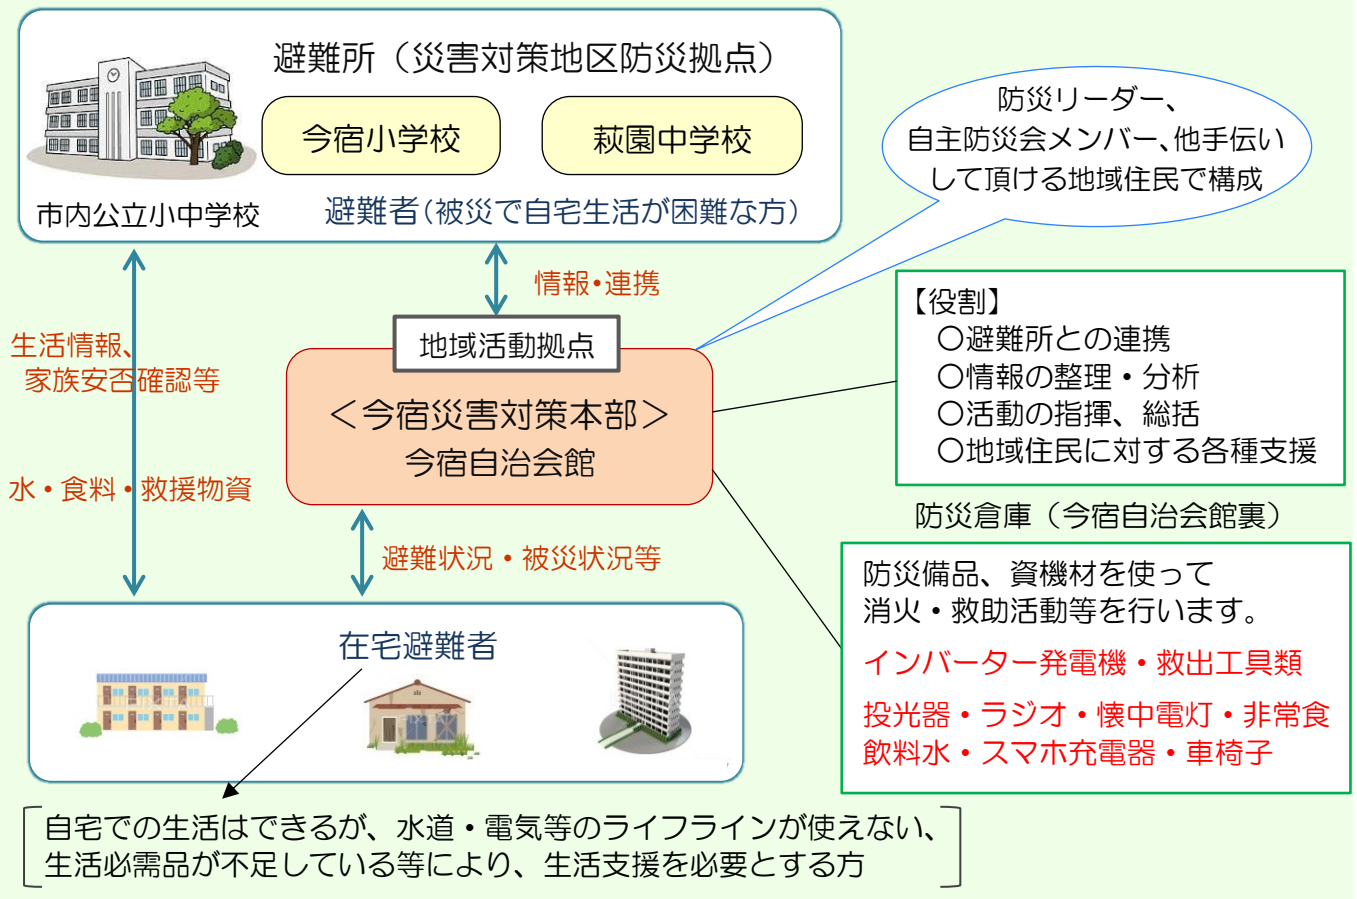 避難所（災害対策地区防災拠点）
今宿小学校
萩園中学校
市内公立小中学校
避難者（被災で自宅生活が困難な方）
防災リーダー、
自主防災会メンバー、他手伝い
して頂ける地域住民で構成
情報・連携
生活情報、
家族安否確認等
水・食料・救援物資
地域活動拠点
＜今宿災害対策本部＞
今宿自治会館
【役割】
〇避難所との連携
〇情報の整理・分析
〇活動の指揮、総括
〇地域住民に対する各種支援
防災倉庫（今宿自治会館裏）
防災備品、資機材を使って
消火・救助活動等を行います。
インバーター発電機・救出工具類
投光器・ラジオ・懐中電灯・非常食
飲料水・スマホ充電器・車椅子
避難状況・被災状況等
在宅避難者
自宅での生活はできるが、水道・電気等のライフラインが使えない、
生活必需品が不足している等により、生活支援を必要とする方